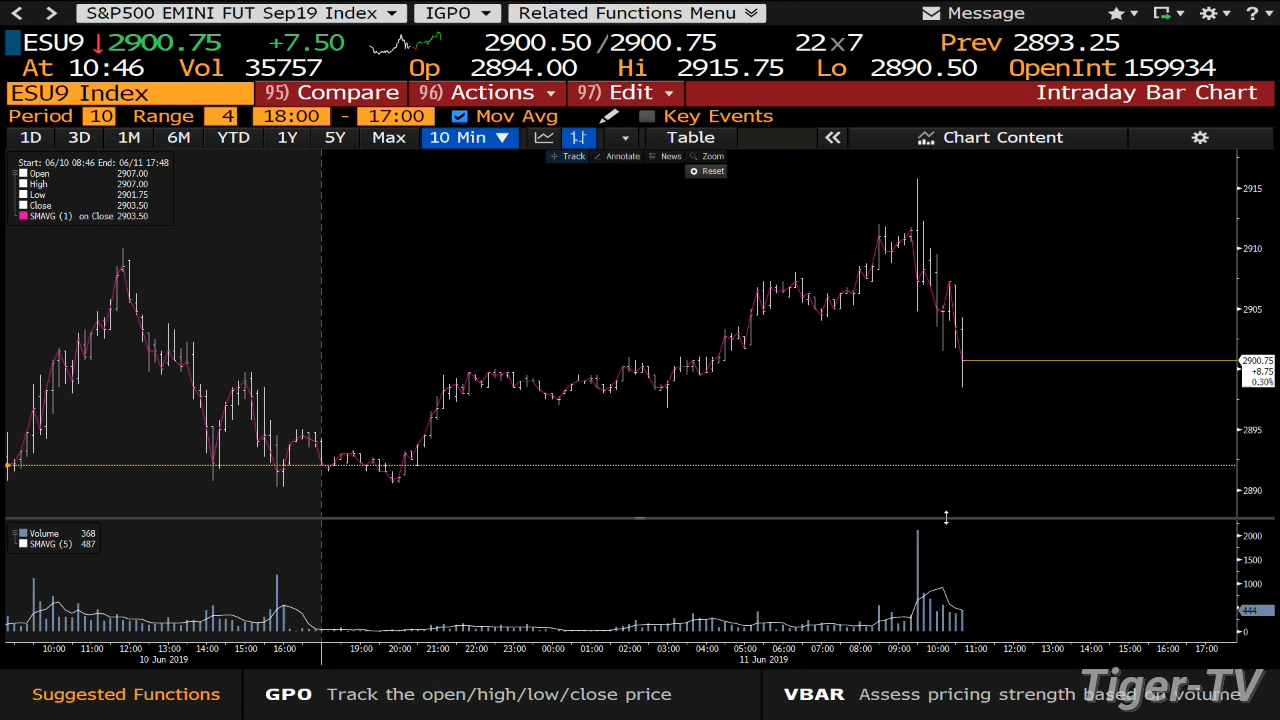 S&P500 EMINI FUT Sep19 Index IGPO Related Functions Menu Message ?
ESU9 ↓2900.75 +7.50 2900.50/2900.75 22x7 Prev 2893.25
At 10:46 Vol 35757 Op 2894.00 Hi 2915.75 Lo 2890.50 OpenInt 159934
ESU9 Index 95) Compare 96) Actions 97) Edit Intraday Bar Chart
Period 10 Range 4 18:00 - 17:00 Mov Avg Key Events
1D 3D 1M 6M YTD 1Y 5Y Max 10 Min ▼ Table Chart Content
Track Annotate News Zoom
Reset
Start: 06/10 08:46 End: 06/11 17:48
Open 2907.00
High 2907.00
Low 2901.75
Close 2903.50
SMAVG (1) on Close 2903.50
2915
2910
2905
2900.75
+8.75
0.30%
2895
2890
Volume 368
SMAVG (5) 487
2000
1500
1000
444
0
10:00 11:00 12:00 13:00 14:00 15:00 16:00 19:00 20:00 21:00 22:00 23:00 00:00 01:00 02:00 03:00 04:00 05:00 06:00 07:00 08:00 09:00 10:00 11:00 12:00 13:00 14:00 15:00 16:00 17:00
10 Jun 2019 11 Jun 2019
Suggested Functions GPO Track the open/high/low/close price VBAR Assess pricing strength based on volume
Tiger-TV